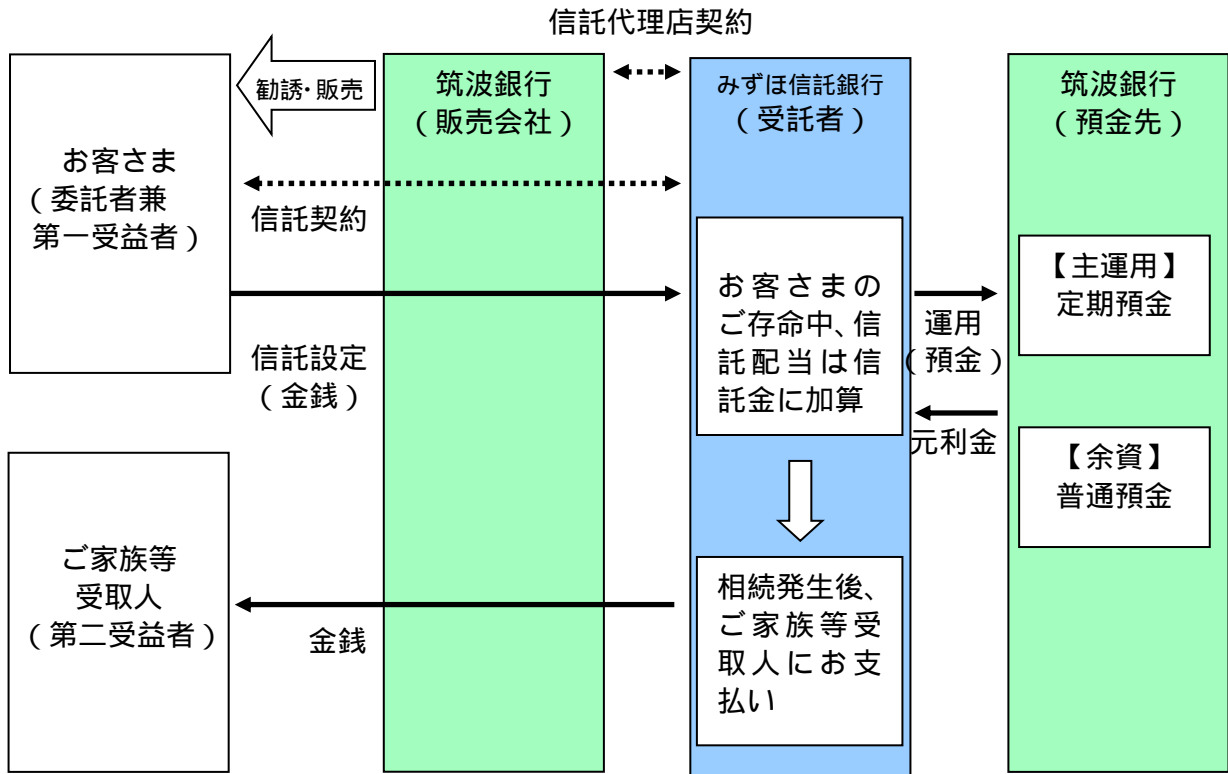 信託代理店契約
勧誘・販売
お客さま
(委託者兼
第一受益者)
筑波銀行
(販売会社)
みずほ信託銀行
(受託者)
筑波銀行
(預金先)
信託契約
信託設定
(金銭)
お客さまの
ご存命中、信
託配当は信
託金に加算
運用
(預金)
元利金
【主運用】
定期預金
【余資】
普通預金
ご家族等
受取人
(第二受益者)
金銭
相続発生後、
ご家族等受
取人にお支
払い